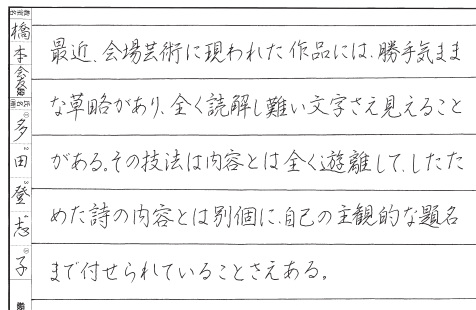 最近、会場芸術に現われた作品には、勝手気まま
な草略があり、全く読解し難い文字さえ見えること
がある。その技法は内容とは全く遊離して、したた
めた詩の内容とは別個に、自己の主観的な題名
まで付せられていることさえある。
教室名
橋本
氏名
多田登志子